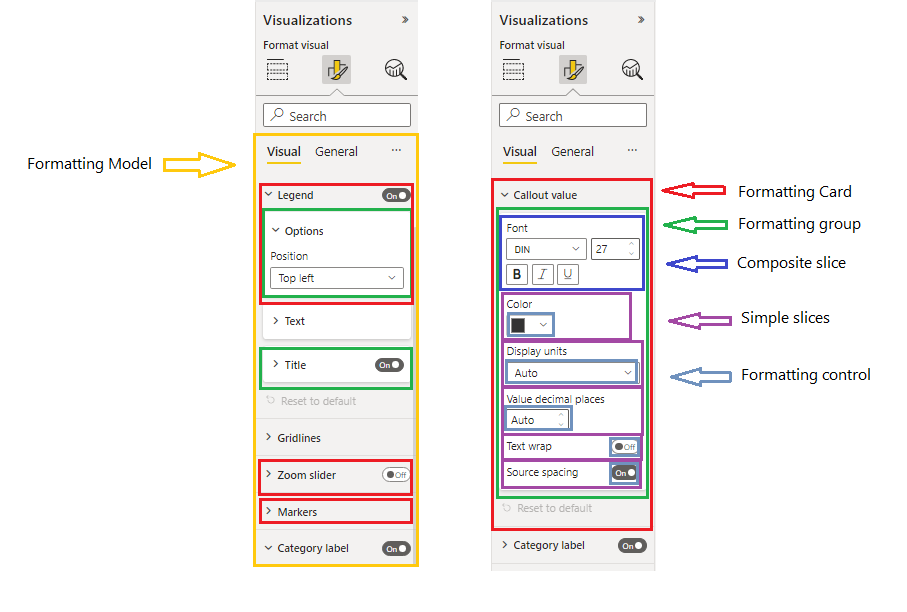 Visualizations »
Format visual
Search
Visual General ...
Formatting Model
Legend On
Options
Position
Top left
Text
Title On
Reset to default
Gridlines
Zoom slider Off
Markers
Category label On
Visualizations »
Format visual
Search
Visual General ...
Callout value
Font
DIN 27
B I U
Color
Display units
Auto
Value decimal places
Auto
Text wrap Off
Source spacing On
Reset to default
Category label On
Formatting Card
Formatting group
Composite slice
Simple slices
Formatting control